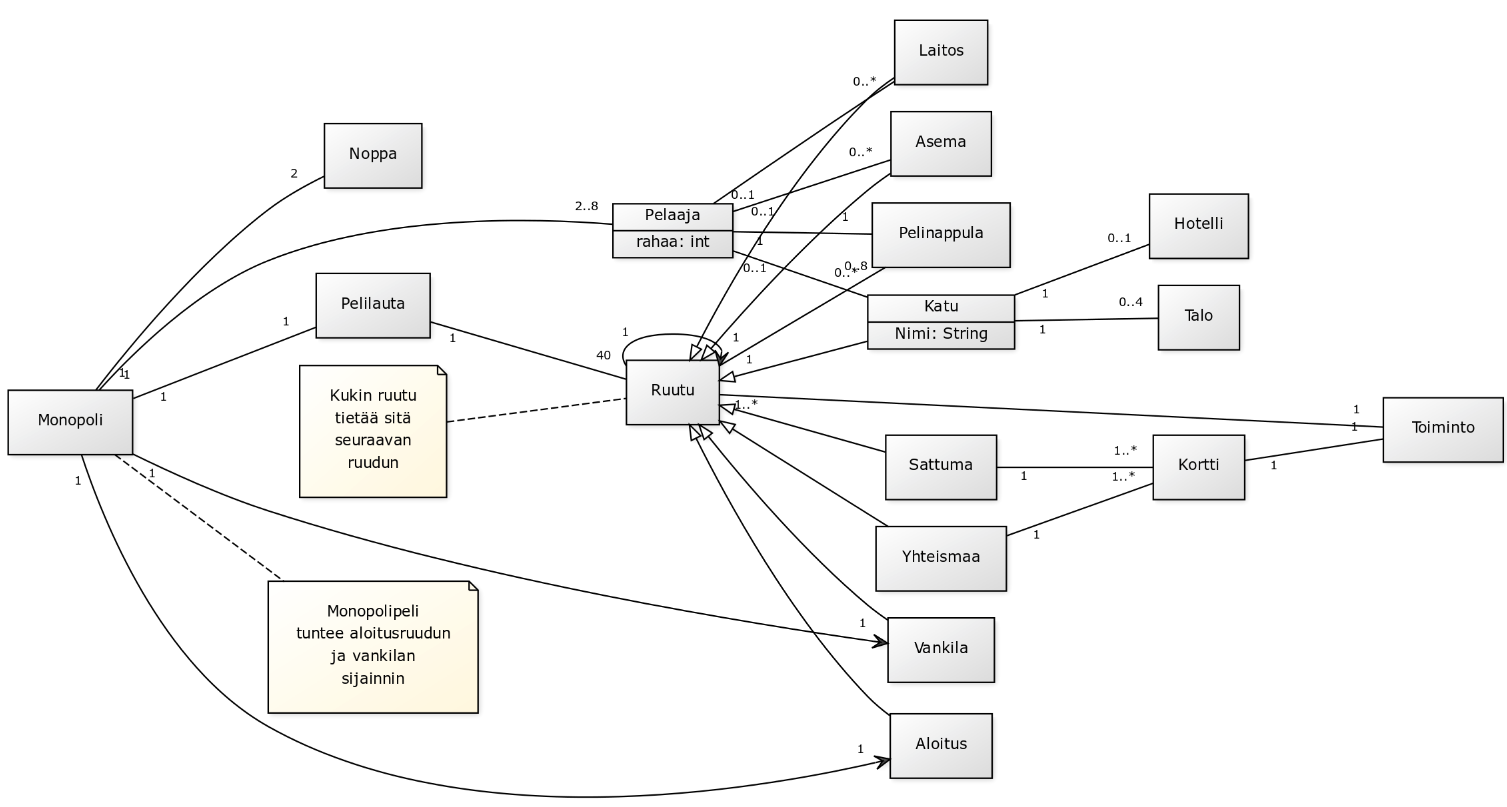 Laitos
0..*
Asema
0..*
Noppa
2
2..8
Pelaaja
rahaa: int
0..1
0..1
1
1
0..1
Pelinappula
0..8
0..*
Hotelli
0..1
1
Katu
Nimi: String
Talo
0..4
1
Pelilauta
1
1
1
40
1
1
Ruutu
1..*
1
1
1
Monopoli
Kukin ruutu
tietää sitä
seuraavan
ruudun
Toiminto
1
1
Sattuma
1
1..*
Kortti
1
1..*
1
1
Yhteismaa
1
Monopolipeli
tuntee aloitusruudun
ja vankilan
sijainnin
1
Vankila
1
Aloitus